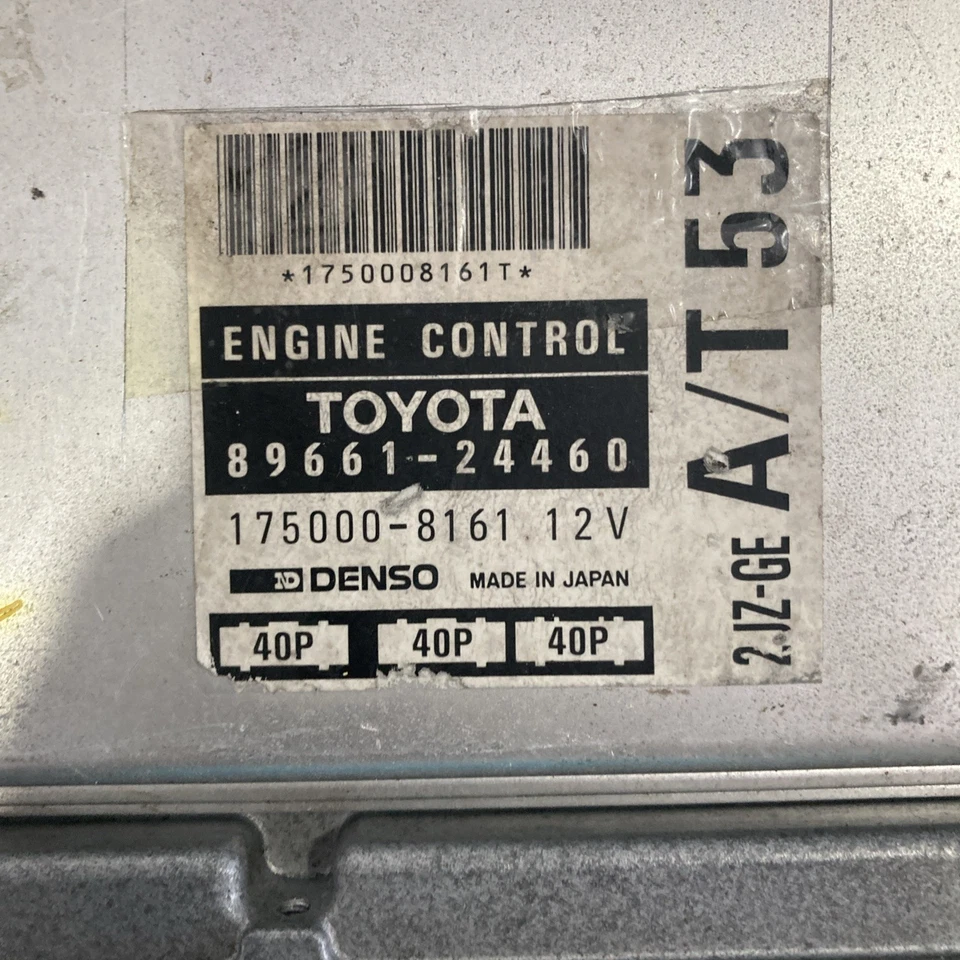 *1750008161T*
ENGINE CONTROL
TOYOTA
89661-24460
175000-8161 12V
ND DENSO MADE IN JAPAN
40P 40P 40P
2JZ-GE A/T 53